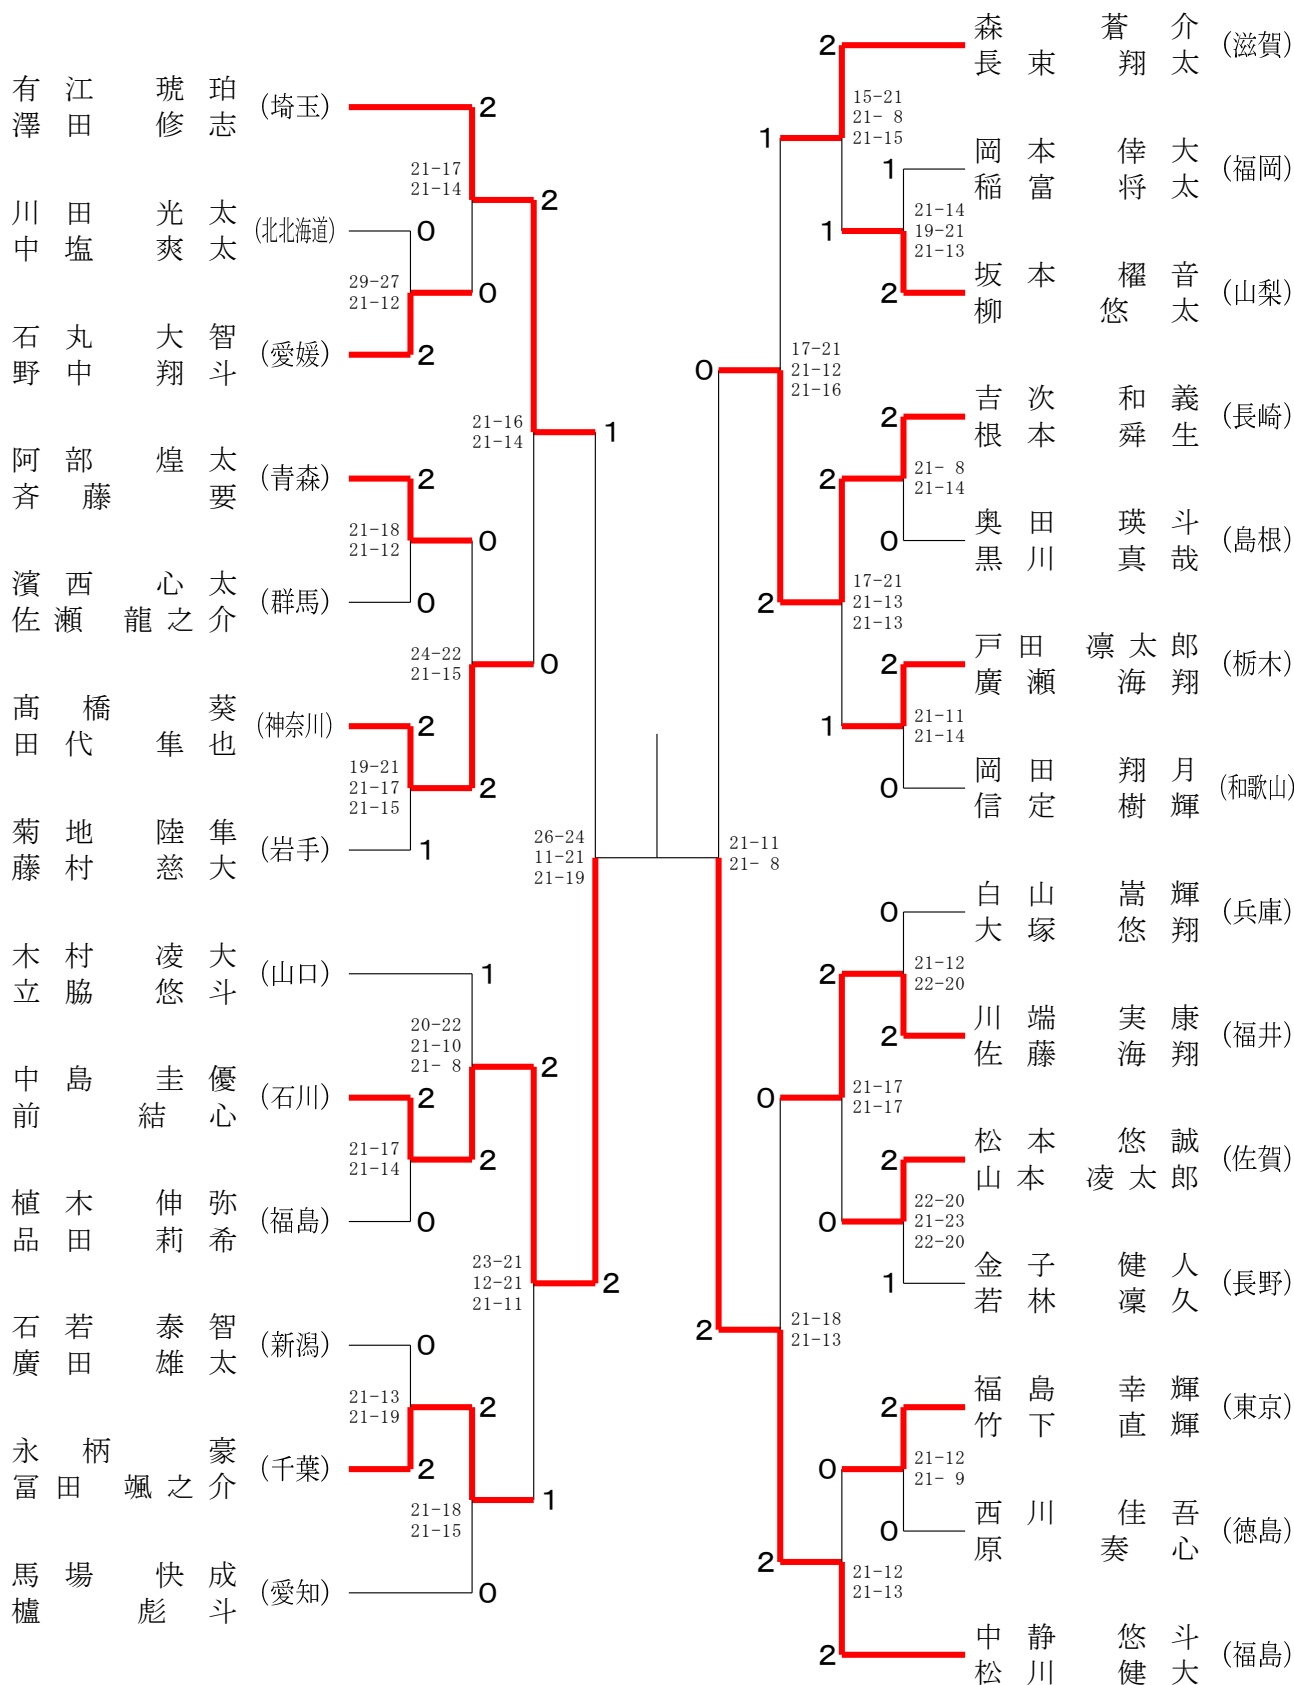 有江 琥珀
澤田 修志
(埼玉)
2
21-17
21-14
2
川田 光太
中塩 爽太
(北北海道)
0
29-27
21-12
0
石丸 大智
野中 翔斗
(愛媛)
2
21-16
21-14
1
阿部 煌太
斉藤 要
(青森)
2
21-18
21-12
0
濱西 心太
佐瀬 龍之介
(群馬)
0
24-22
21-15
0
髙橋 葵
田代 隼也
(神奈川)
2
19-21
21-17
21-15
2
菊地 陸隼
藤村 慈大
(岩手)
1
26-24
11-21
21-19
木村 凌大
立脇 悠斗
(山口)
1
20-22
21-10
21- 8
2
中島 圭優
前 結心
(石川)
2
21-17
21-14
2
植木 伸弥
品田 莉希
(福島)
0
23-21
12-21
21-11
2
石若 泰智
廣田 雄太
(新潟)
0
21-13
21-19
2
永柄 豪
冨田 颯之介
(千葉)
2
21-18
21-15
1
馬場 快成
櫨 彪斗
(愛知)
0
2
森 蒼介
長束 翔太
(滋賀)
15-21
21- 8
21-15
1
1
岡本 倖大
稲富 将太
(福岡)
21-14
19-21
21-13
1
2
坂本 櫂音
柳 悠太
(山梨)
17-21
21-12
21-16
0
2
吉次 和義
根本 舜生
(長崎)
21- 8
21-14
2
0
奥田 瑛斗
黒川 真哉
(島根)
17-21
21-13
21-13
2
2
戸田 凛太郎
廣瀬 海翔
(栃木)
21-11
21-14
1
0
岡田 翔月
信定 樹輝
(和歌山)
21-11
21- 8
0
白山 嵩輝
大塚 悠翔
(兵庫)
21-12
22-20
2
2
川端 実康
佐藤 海翔
(福井)
21-17
21-17
0
2
松本 悠誠
山本 凌太郎
(佐賀)
22-20
21-23
22-20
0
1
金子 健人
若林 凜久
(長野)
21-18
21-13
2
2
福島 幸輝
竹下 直輝
(東京)
21-12
21- 9
0
0
西川 佳吾
原 奏心
(徳島)
21-12
21-13
2
2
中静 悠斗
松川 健大
(福島)